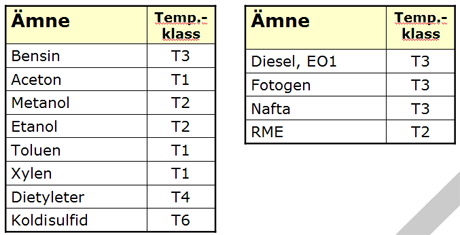 Ämne Temp.-
klass
Bensin T3
Aceton T1
Metanol T2
Etanol T2
Toluen T1
Xylen T1
Dietyleter T4
Koldisulfid T6
Ämne Temp.-
klass
Diesel, EO1 T3
Fotogen T3
Nafta T3
RME T2